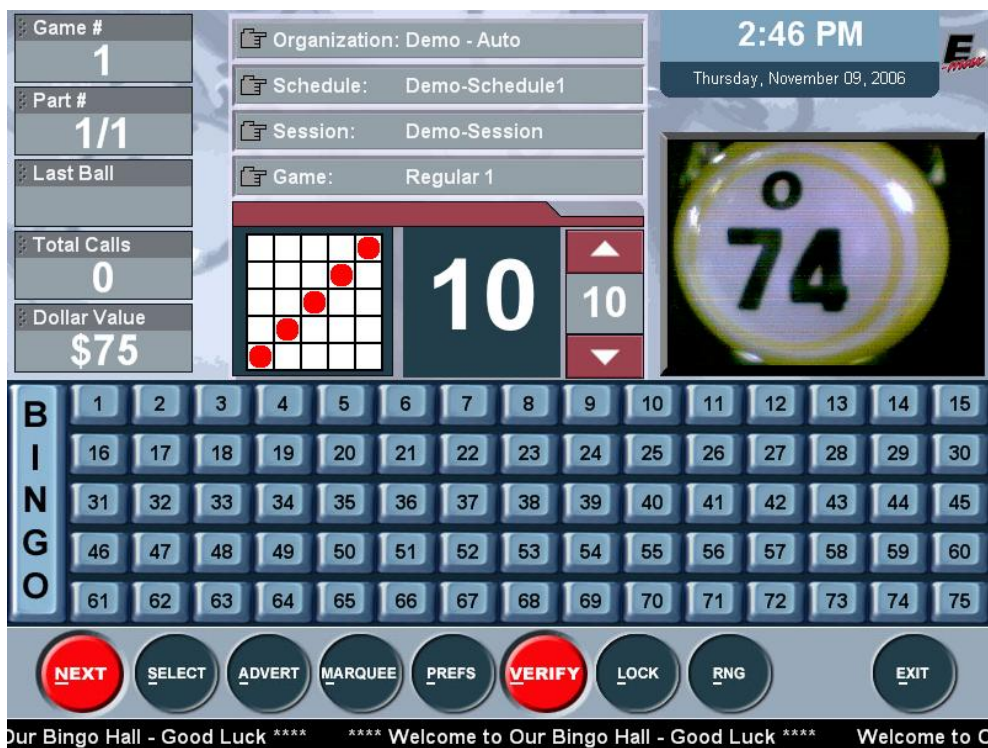 Game #
1
Part #
1/1
Last Ball
Total Calls
0
Dollar Value
$75
Organization: Demo - Auto
Schedule: Demo-Schedule1
Session: Demo-Session
Game: Regular 1
10
10
2:46 PM
Thursday, November 09, 2006
E
-max
O
74
B 1 2 3 4 5 6 7 8 9 10 11 12 13 14 15
I 16 17 18 19 20 21 22 23 24 25 26 27 28 29 30
N 31 32 33 34 35 36 37 38 39 40 41 42 43 44 45
G 46 47 48 49 50 51 52 53 54 55 56 57 58 59 60
O 61 62 63 64 65 66 67 68 69 70 71 72 73 74 75
NEXT SELECT ADVERT MARQUEE PREFS VERIFY LOCK RNG EXIT
Our Bingo Hall - Good Luck **** **** Welcome to Our Bingo Hall - Good Luck **** Welcome to O